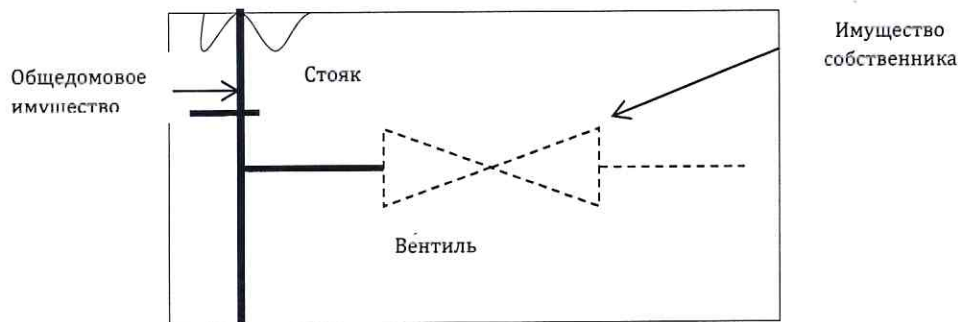 Общедомовое
имущество
Стояк
Имущество
собственника
Вентиль